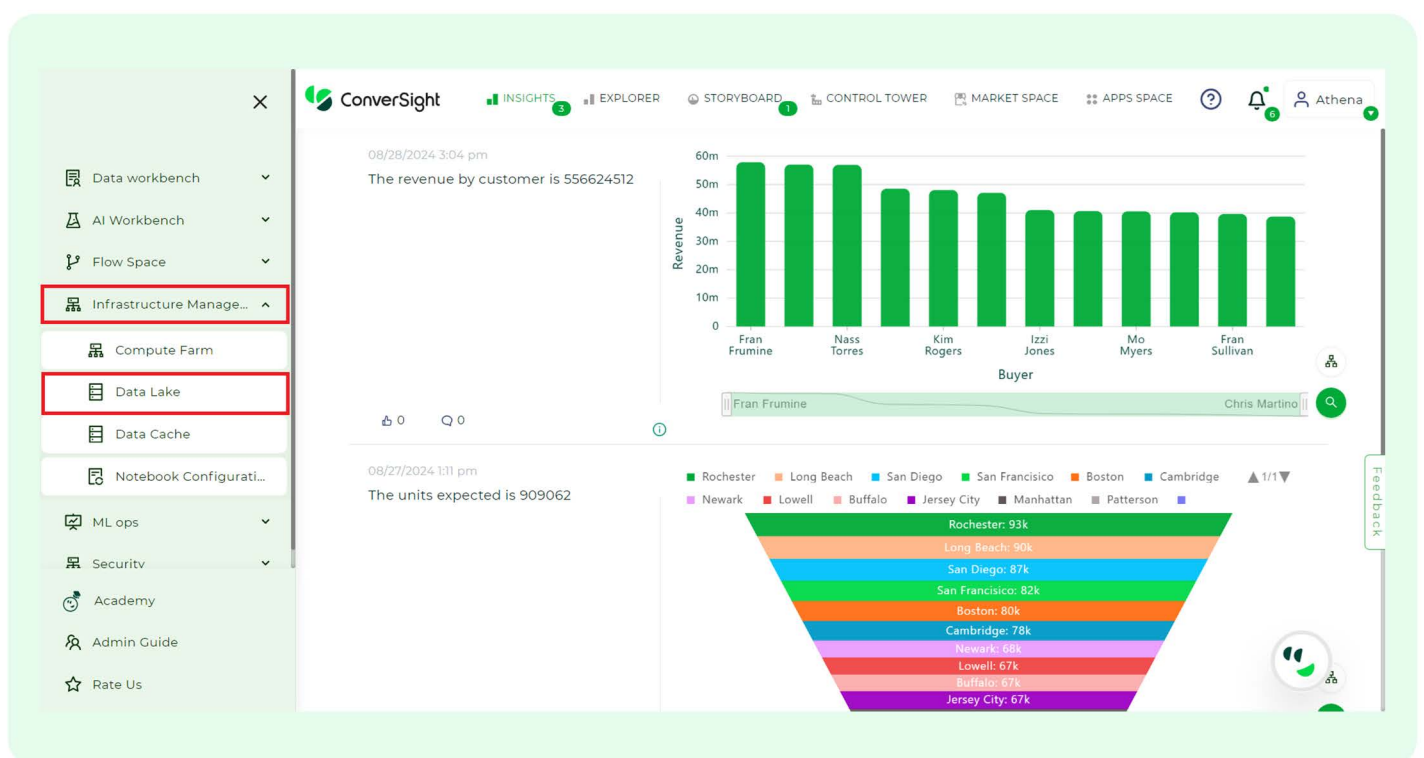 ConverSight
INSIGHTS
3
EXPLORER
STORYBOARD
1
CONTROL TOWER
MARKET SPACE
APPS SPACE
?
6
Athena
Data workbench
AI Workbench
Flow Space
Infrastructure Manage...
Compute Farm
Data Lake
Data Cache
Notebook Configurati...
ML ops
Security
Academy
Admin Guide
Rate Us
08/28/2024 3:04 pm
The revenue by customer is 556624512
0
0
60m
50m
40m
30m
20m
10m
0
Revenue
Fran
Frumine
Nass
Torres
Kim
Rogers
Izzi
Jones
Mo
Myers
Fran
Sullivan
Buyer
Fran Frumine
Chris Martino
08/27/2024 1:11 pm
The units expected is 909062
Rochester Long Beach San Diego San Francisico Boston Cambridge 1/1
Newark Lowell Buffalo Jersey City Manhattan Patterson
Rochester: 93k
Long Beach: 90k
San Diego: 87k
San Francisico: 82k
Boston: 80k
Cambridge: 78k
Newark: 68k
Lowell: 67k
Buffalo: 67k
Jersey City: 67k
Feedback